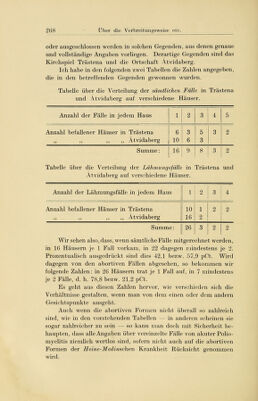 268 Über die Verbreitungsweise etc.
oder ausgeschlossen werden in solchen Gegenden, aus denen genaue
und vollständige Angaben vorliegen. Derartige Gegenden sind das
Kirchspiel Trästena und die Ortschaft Atvidaberg.
Ich habe in den folgenden zwei Tabellen die Zahlen angegeben,
die in den betreffenden Gegenden gewonnen wurden.
Tabelle über die Verteilung der sämtlichen Fälle in Trästena
und Atvidaberg auf verschiedene Häuser.
Anzahl der Fälle in jedem Haus 1 2 3 4 5
Anzahl befallener Häuser in Trästena 6 3 5 3 2
„ „ „ „ Atvidaberg 10 6 3
Summe: 16 9 8 3 2
Tabelle über die Verteilung der Lähmungsfälle in Trästena und
Atvidaberg auf verschiedene Häuser.
Anzahl der Lähmungsfälle in jedem Haus 1 2 3 4
Anzahl befallener Häuser in Trästena 10 1 2 2
„ „ „ „ Atvidaberg 16 2
Summe: 26 3 2 2
Wir sehen also, dass, wenn sämtliche Fälle mitgerechnet werden,
in 16 Häusern je 1 Fall vorkam, in 22 dagegen mindestens je 2.
Prozentualisch ausgedrückt sind dies 42,1 bezw. 57,9 pCt. Wird
dagegen von den abortiven Fällen abgesehen, so bekommen wir
folgende Zahlen: in 26 Häusern trat je 1 Fall auf, in 7 mindestens
je 2 Fälle, d. h. 78,8 bezw. 21,2 pCt.
Es geht aus diesen Zahlen hervor, wie verschieden sich die
Verhältnisse gestalten, wenn man von dem einen oder dem andern
Gesichtspunkte ausgeht.
Auch wenn die abortiven Formen nicht überall so zahlreich
sind, wie in den vorstehenden Tabellen — in anderen scheinen sie
sogar zahlreicher zu sein — so kann man doch mit Sicherheit be-
haupten, dass alle Angaben über vereinzelte Fälle von akuter Polio-
myelitis ziemlich wertlos sind, sofern nicht auch auf die abortiven
Formen der Heine-Medinschen Krankheit Rücksicht genommen
wird.